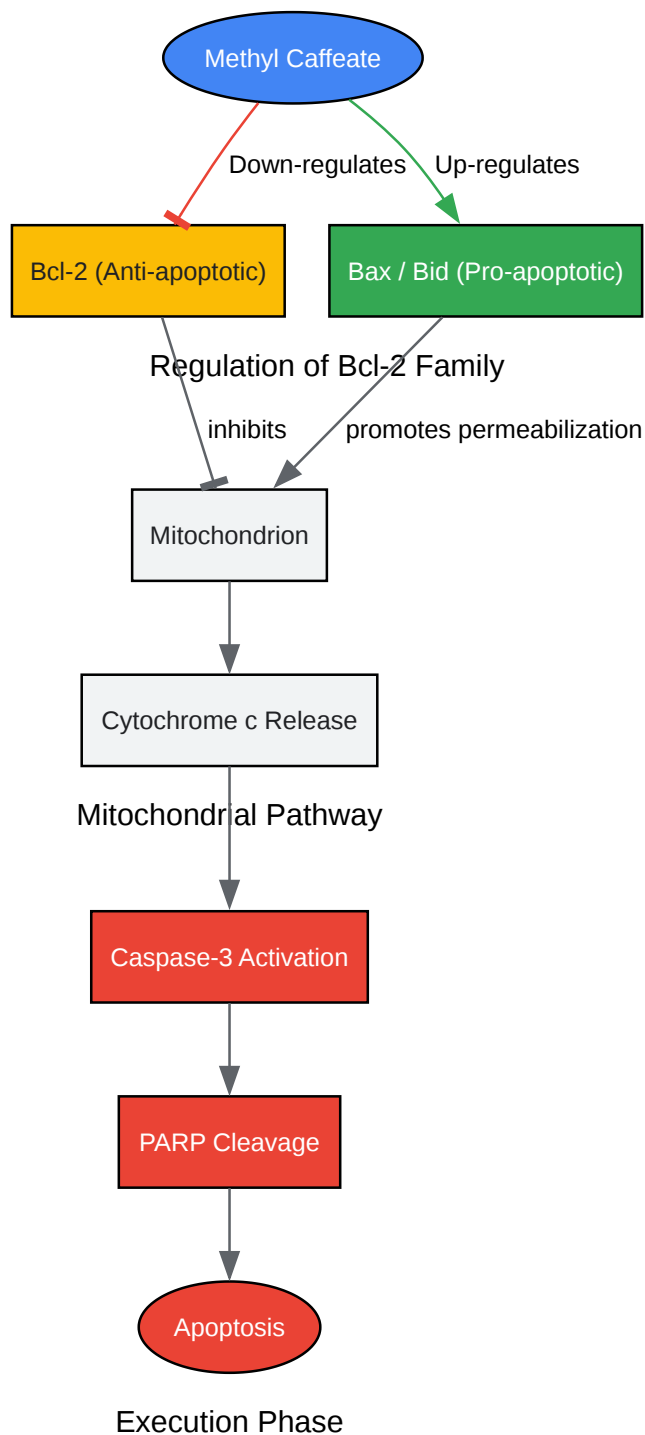 Methyl Caffeate
Down-regulates
Up-regulates
Bcl-2 (Anti-apoptotic)
Bax / Bid (Pro-apoptotic)
Regulation of Bcl-2 Family
inhibits
promotes permeabilization
Mitochondrion
Cytochrome c Release
Mitochondrial Pathway
Caspase-3 Activation
PARP Cleavage
Apoptosis
Execution Phase